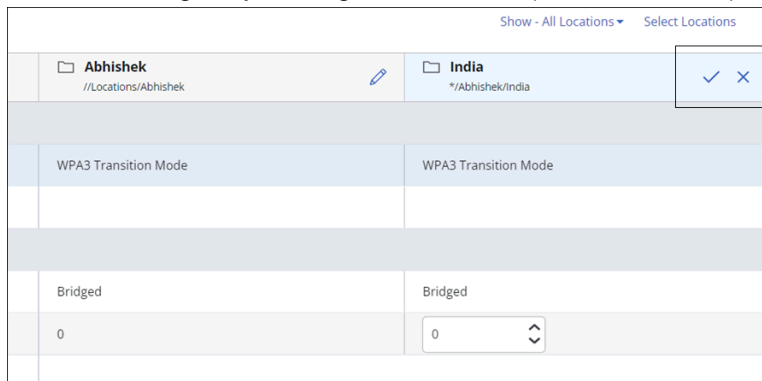 Show - All Locations Select Locations
Abhishek India
//Locations/Abhishek */Abhishek/India
WPA3 Transition Mode WPA3 Transition Mode
Bridged Bridged
0 0